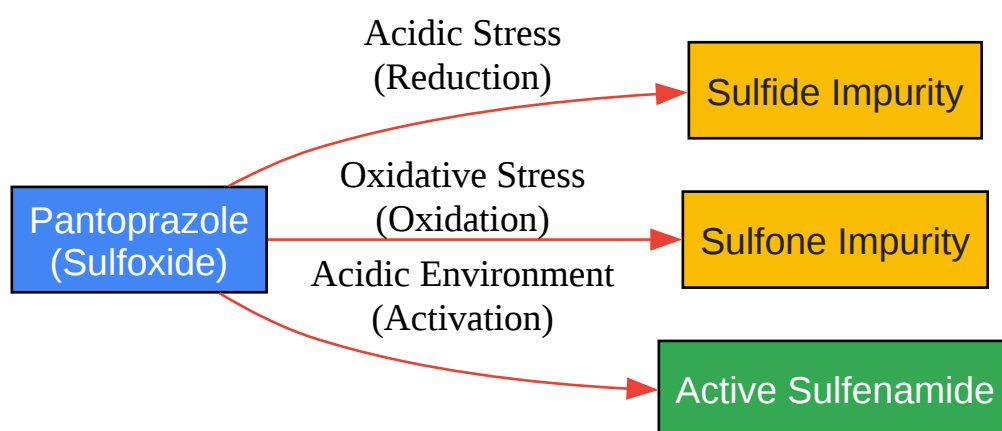 Acidic Stress
(Reduction)
Sulfide Impurity
Oxidative Stress
(Oxidation)
Pantoprazole
(Sulfoxide)
Sulfone Impurity
Acidic Environment
(Activation)
Active Sulfenamide